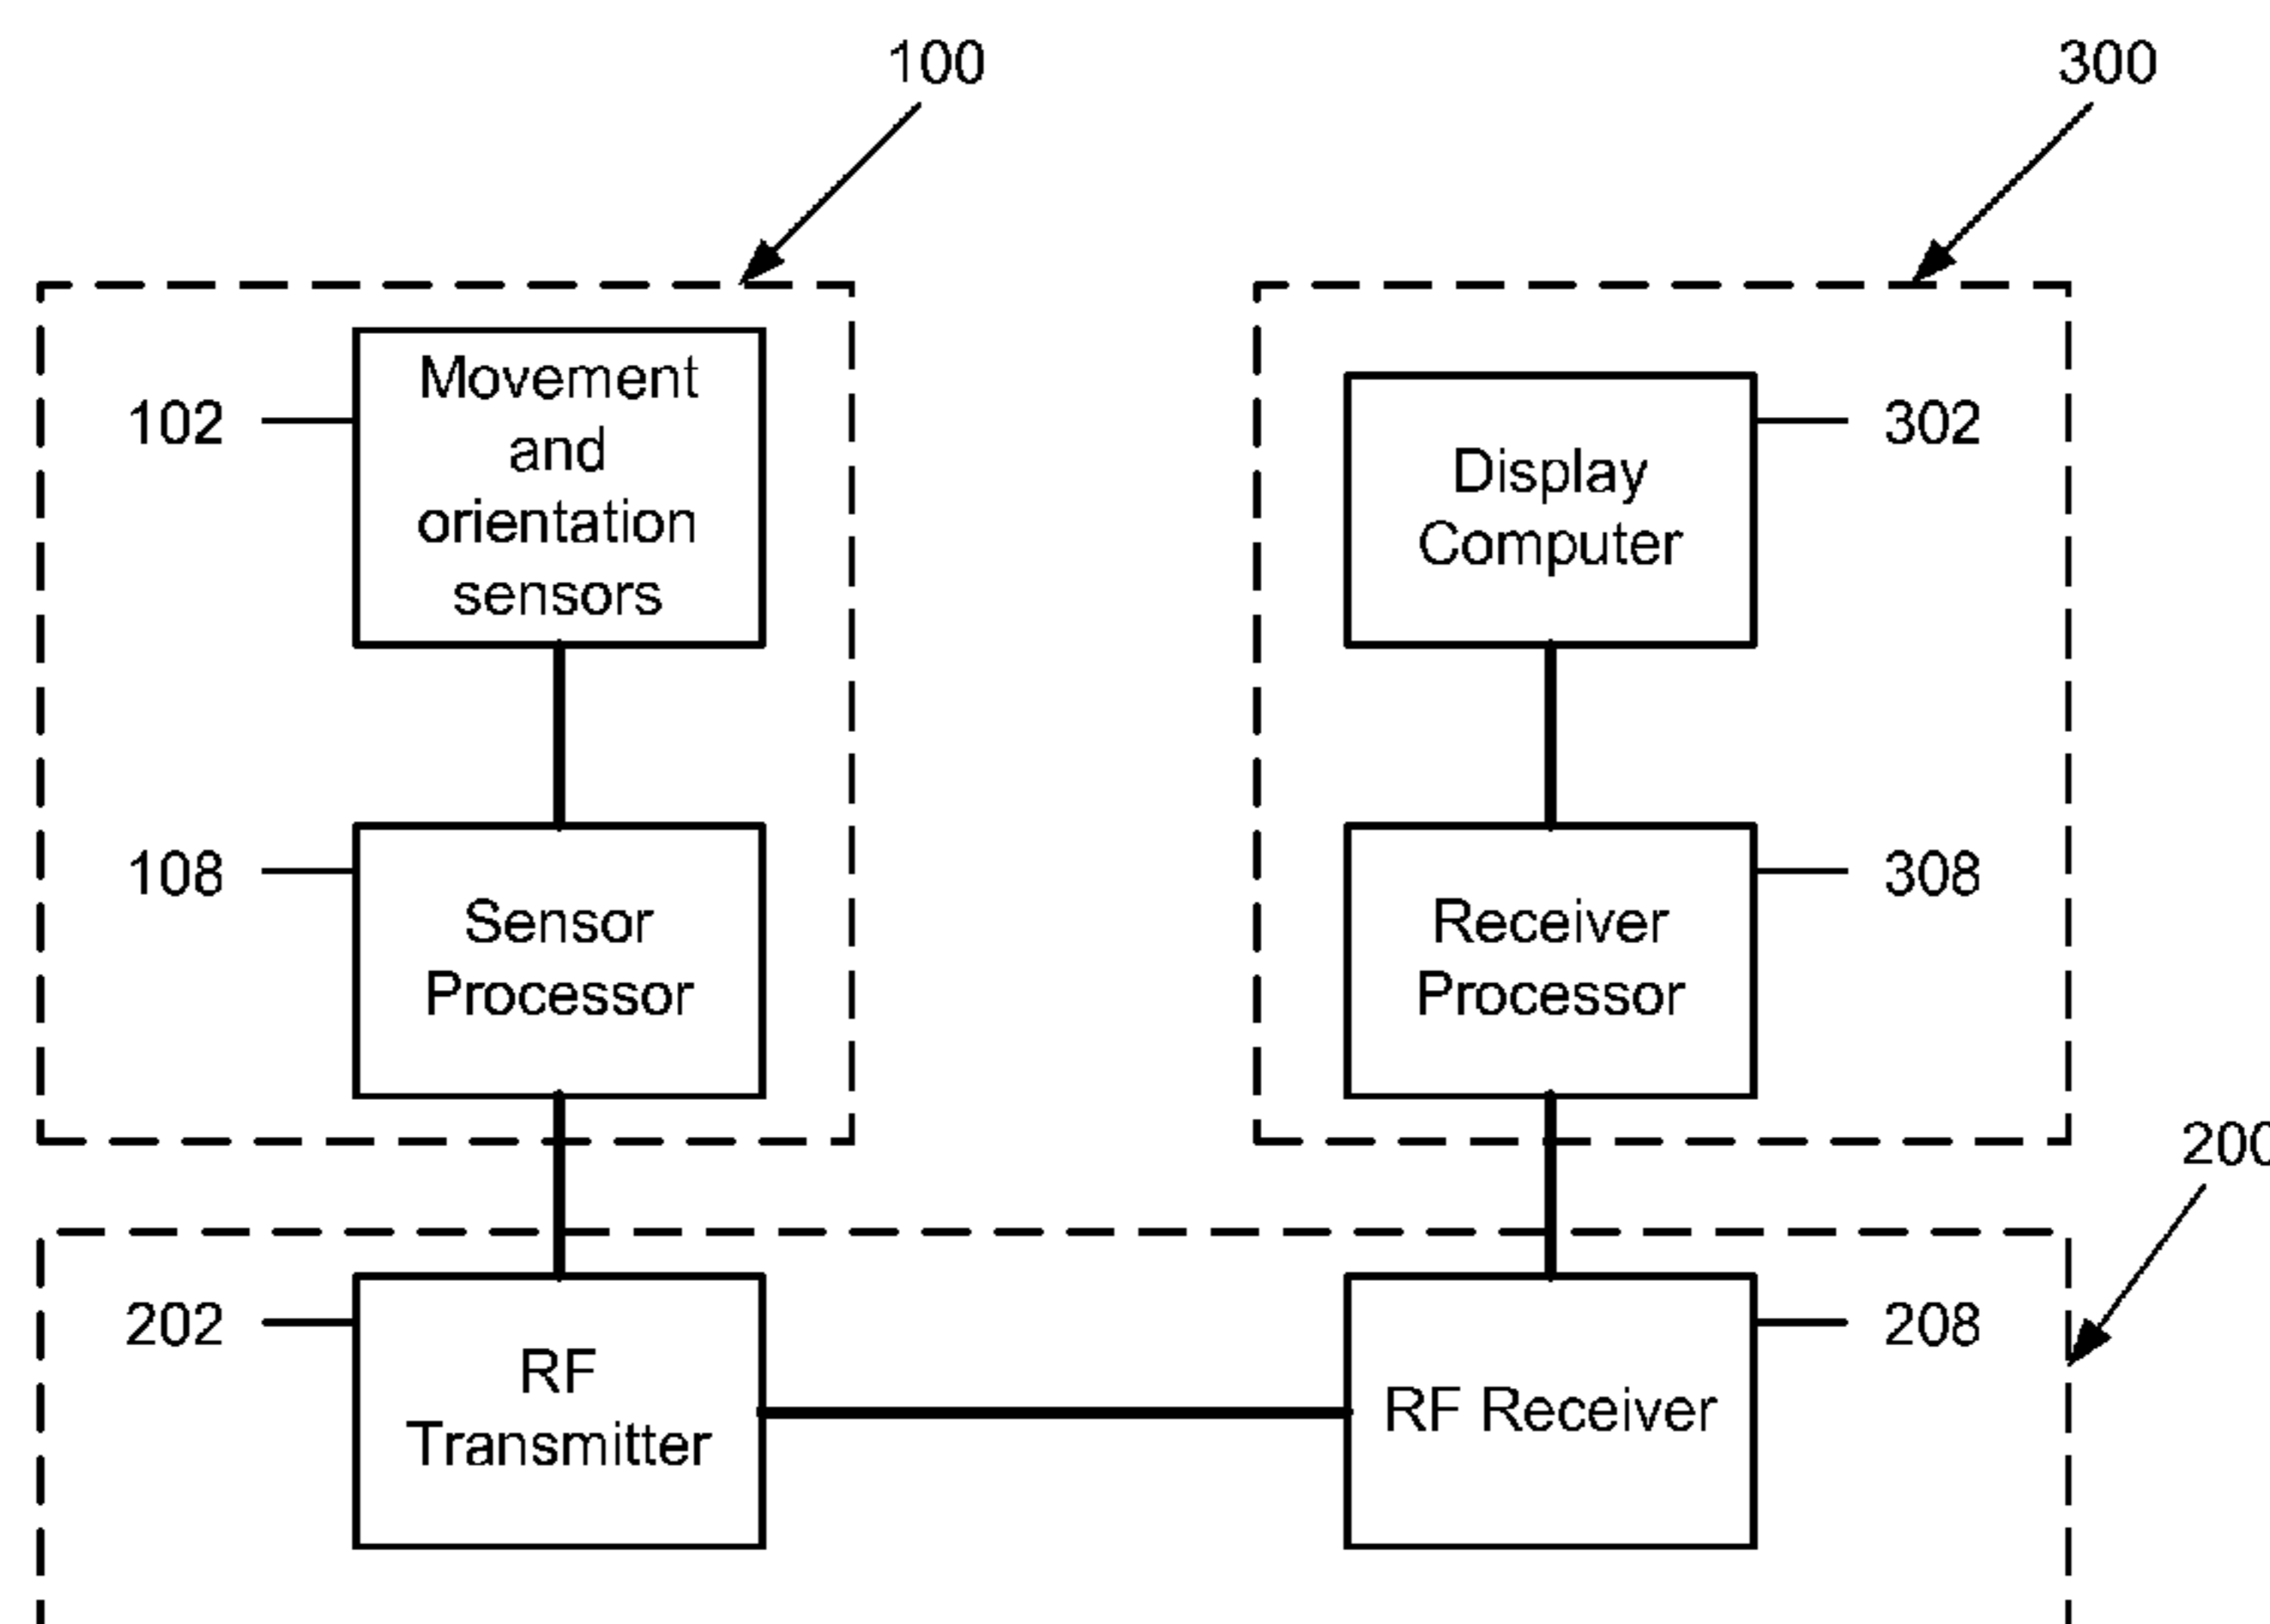 100
300
102
Movement
and
orientation
sensors
302
Display
Computer
108
Sensor
Processor
308
Receiver
Processor
200
202
RF
Transmitter
208
RF Receiver